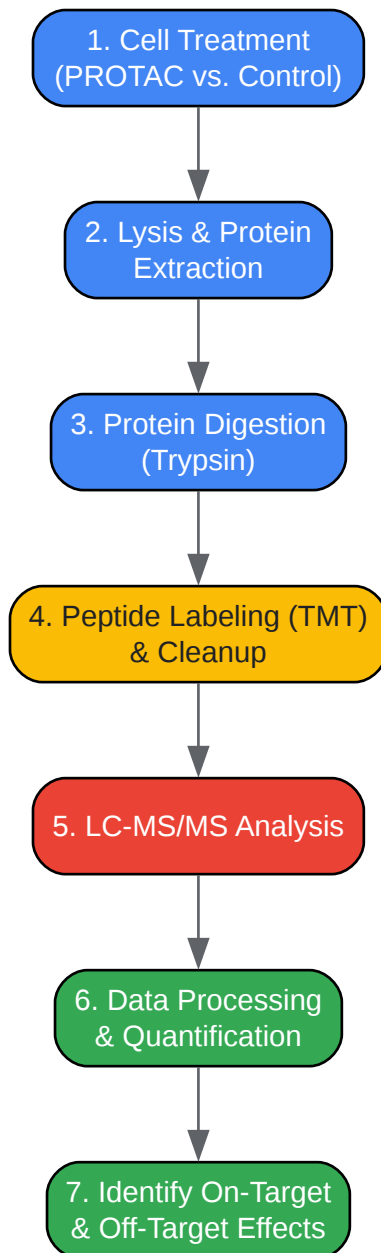 1. Cell Treatment
(PROTAC vs. Control)
2. Lysis & Protein
Extraction
3. Protein Digestion
(Trypsin)
4. Peptide Labeling (TMT)
& Cleanup
5. LC-MS/MS Analysis
6. Data Processing
& Quantification
7. Identify On-Target
& Off-Target Effects